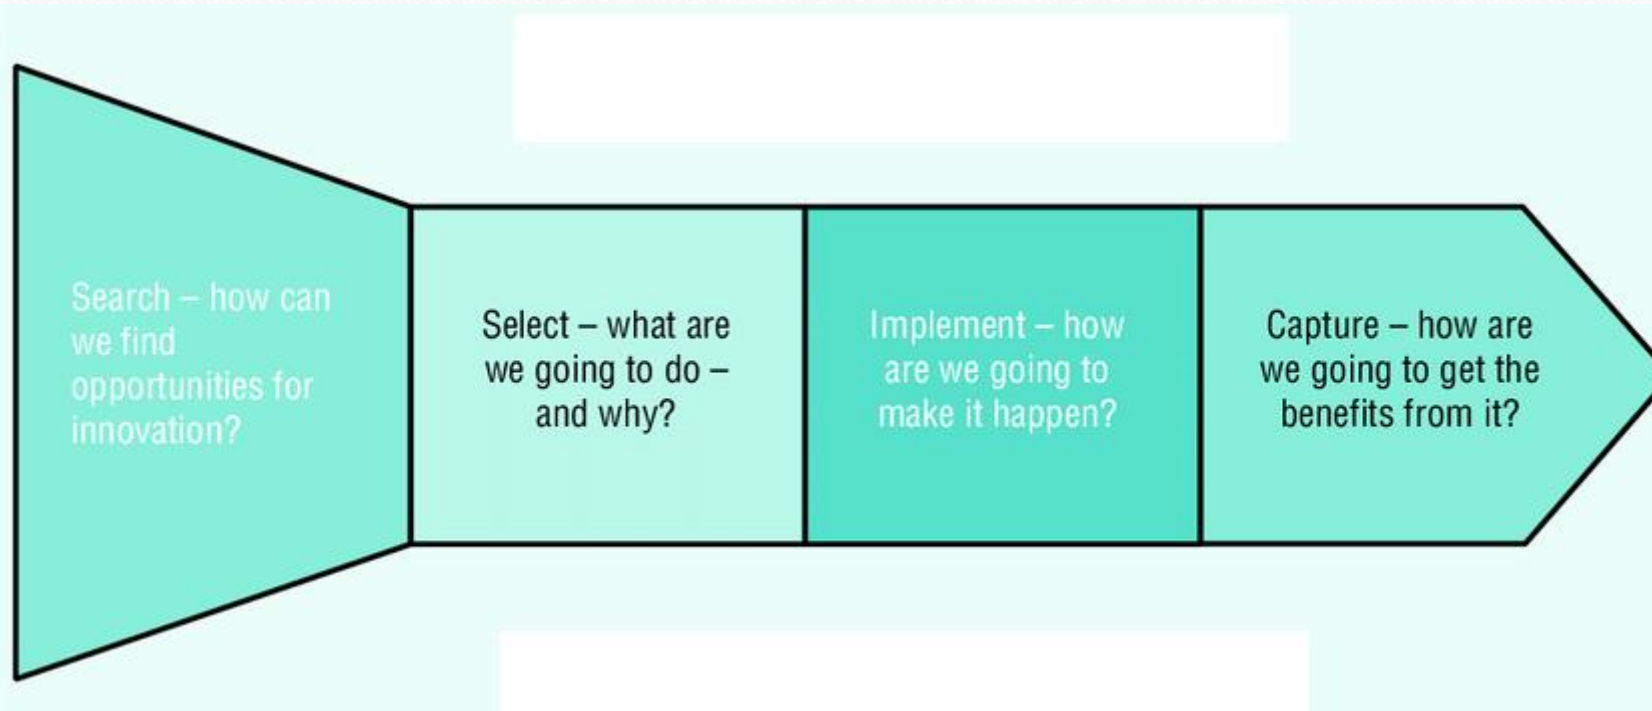 Search – how can
we find
opportunities for
innovation?
Select – what are
we going to do –
and why?
Implement – how
are we going to
make it happen?
Capture – how are
we going to get the
benefits from it?